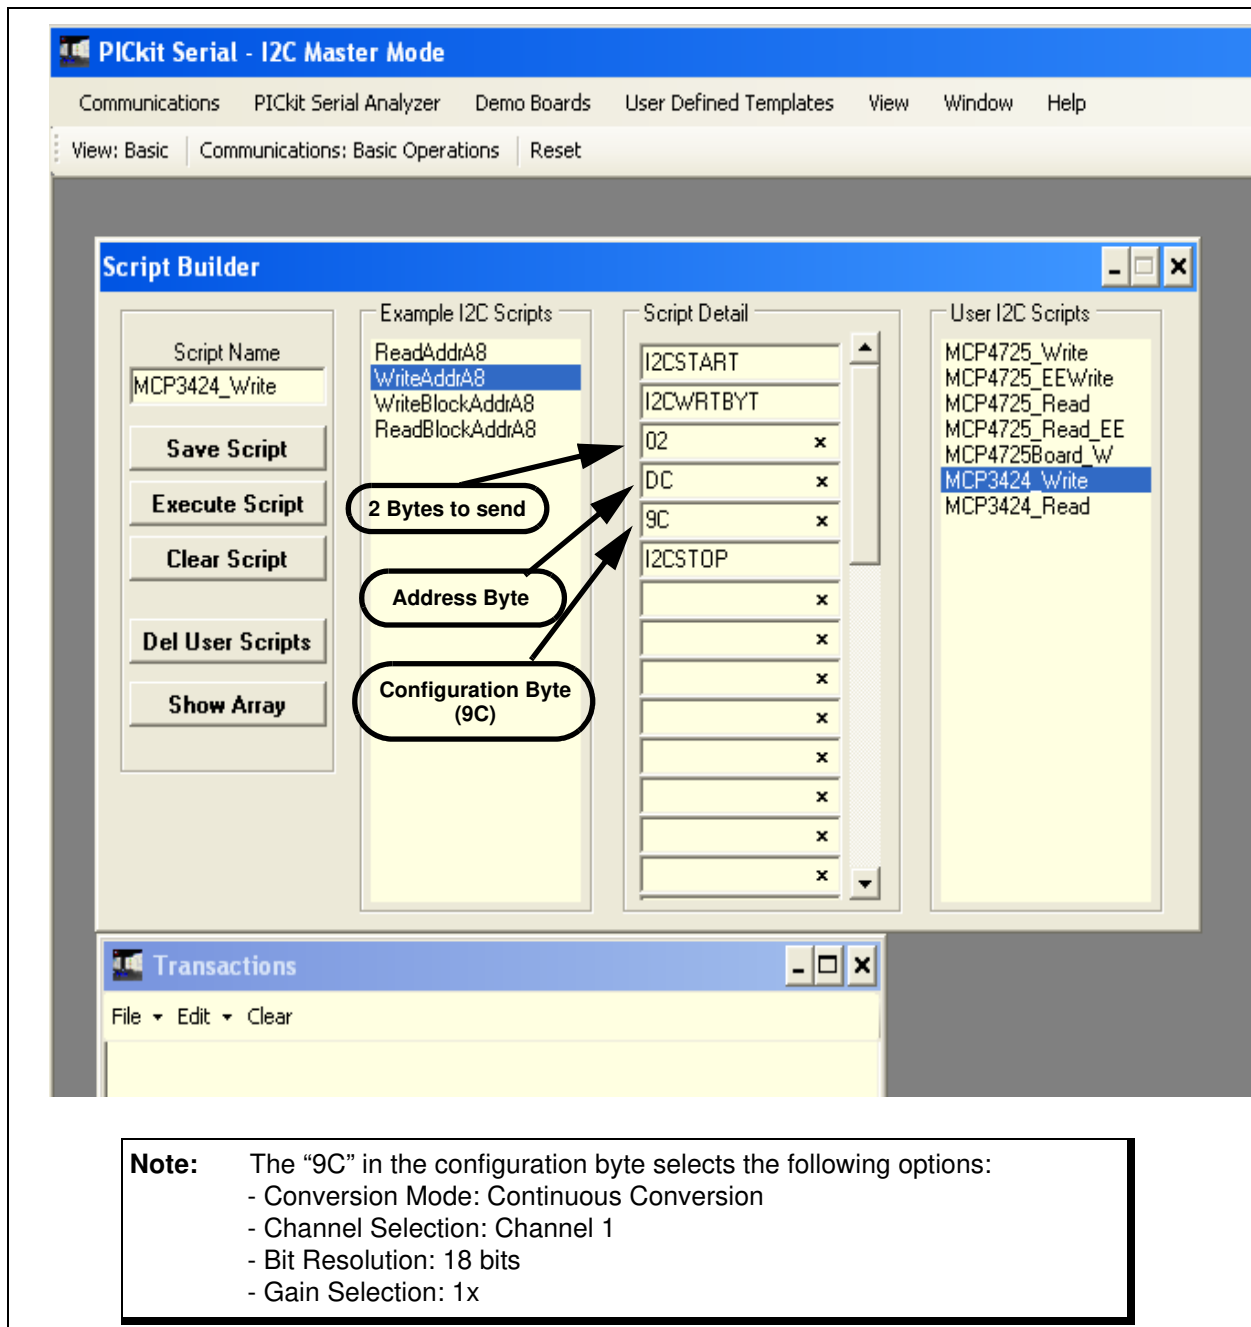 PICkit Serial - I2C Master Mode
Communications PICkit Serial Analyzer Demo Boards User Defined Templates View Window Help
View: Basic Communications: Basic Operations Reset
Script Builder
Script Name
MCP3424_Write
Save Script
Execute Script
Clear Script
Del User Scripts
Show Array
Example I2C Scripts
ReadAddrA8
WriteAddrA8
WriteBlockAddrA8
ReadBlockAddrA8
2 Bytes to send
Address Byte
Configuration Byte
(9C)
Script Detail
I2CSTART
I2CWRTBYT
02 x
DC x
9C x
I2CSTOP
x
x
x
x
x
x
x
x
User I2C Scripts
MCP4725_Write
MCP4725_EEWrite
MCP4725_Read
MCP4725_Read_EE
MCP4725Board_W
MCP3424_Write
MCP3424_Read
Transactions
File Edit Clear
Note: The “9C” in the configuration byte selects the following options:
- Conversion Mode: Continuous Conversion
- Channel Selection: Channel 1
- Bit Resolution: 18 bits
- Gain Selection: 1x